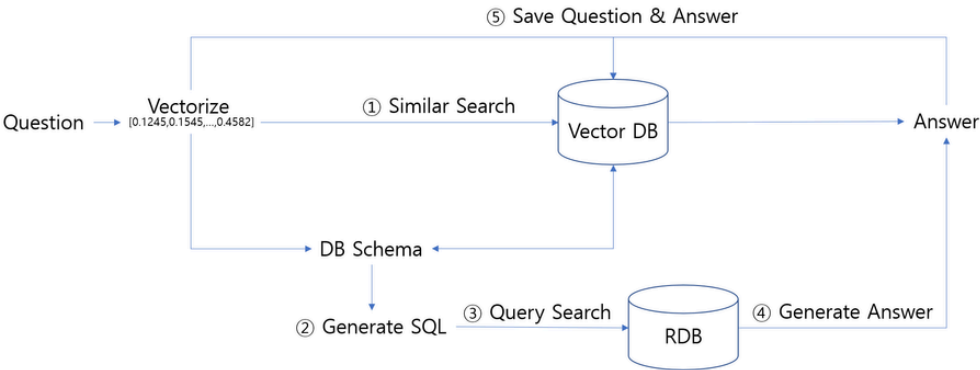 ⑤ Save Question & Answer
Question
Vectorize
[0.1245,0.1545,...,0.4582]
① Similar Search
Vector DB
Answer
DB Schema
② Generate SQL
③ Query Search
RDB
④ Generate Answer